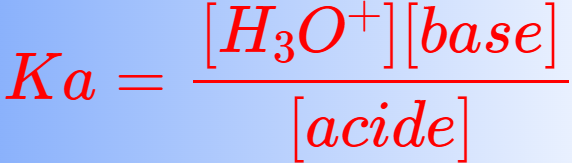 Ka = [H₃O⁺][base] / [acide]